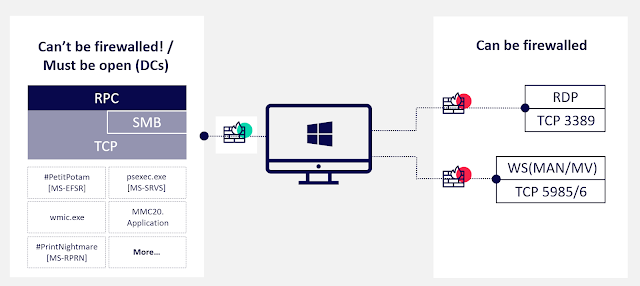 Can't be firewalled! /
Must be open (DCs)
RPC
SMB
TCP
#PetitPotam
[MS-EFSR]
psexec.exe
[MS-SRVS]
wmic.exe
MMC20.
Application
#PrintNightmare
[MS-RPRN]
More...
Can be firewalled
RDP
TCP 3389
WS(MAN/MV)
TCP 5985/6